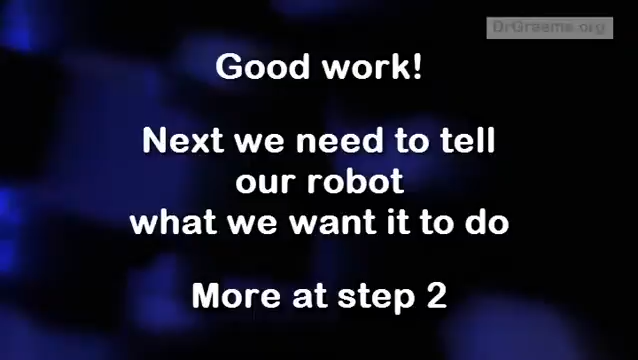 DrGraeme.org
Good work!
Next we need to tell
our robot
what we want it to do
More at step 2